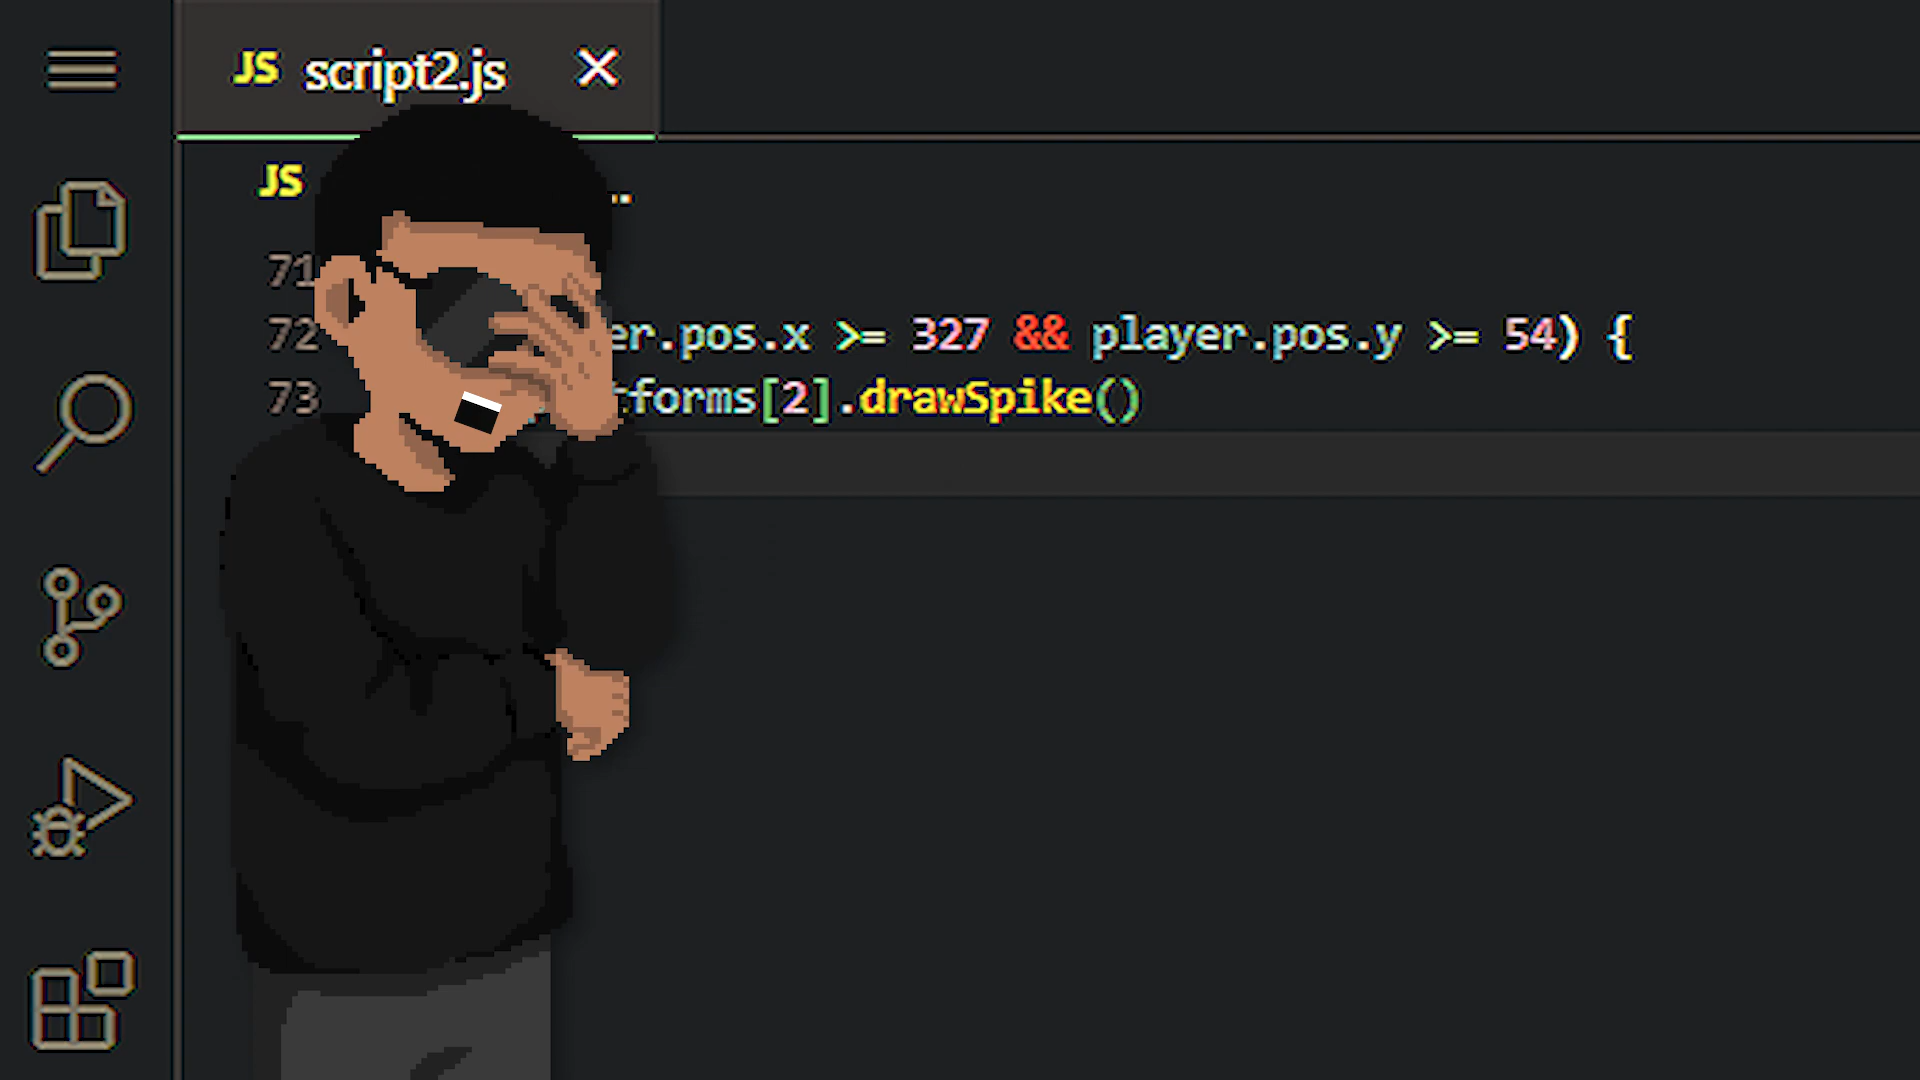 JS script2.js
JS ..
71
72 er.pos.x >= 327 && player.pos.y >= 54) {
73 tforms[2].drawSpike()